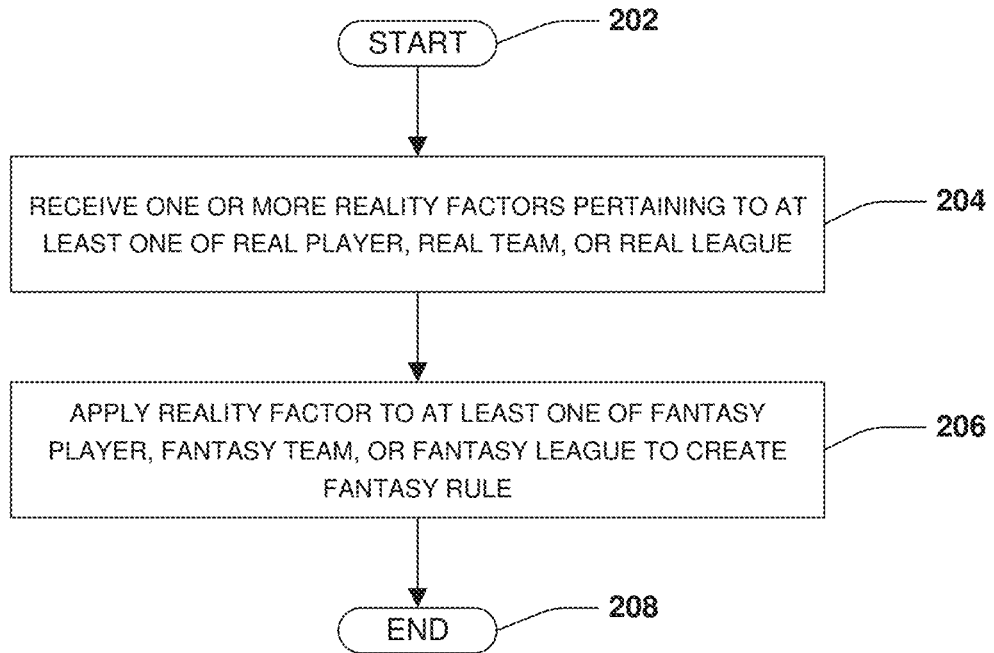 START
202
RECEIVE ONE OR MORE REALITY FACTORS PERTAINING TO AT
LEAST ONE OF REAL PLAYER, REAL TEAM, OR REAL LEAGUE
204
APPLY REALITY FACTOR TO AT LEAST ONE OF FANTASY
PLAYER, FANTASY TEAM, OR FANTASY LEAGUE TO CREATE
FANTASY RULE
206
END
208